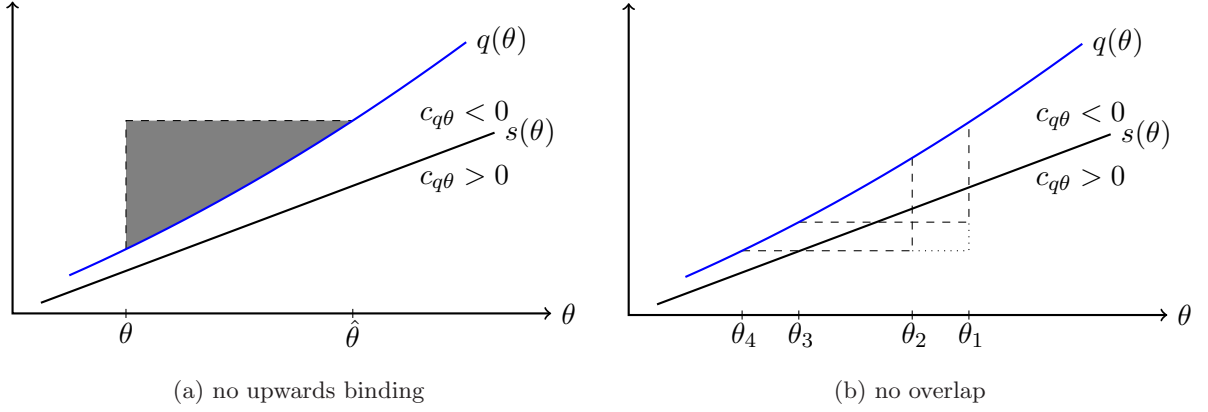 q(θ)
c_{qθ} < 0
s(θ)
c_{qθ} > 0
θ
θ
θ̂
(a) no upwards binding
q(θ)
c_{qθ} < 0
s(θ)
c_{qθ} > 0
θ
θ₄
θ₃
θ₂
θ₁
(b) no overlap